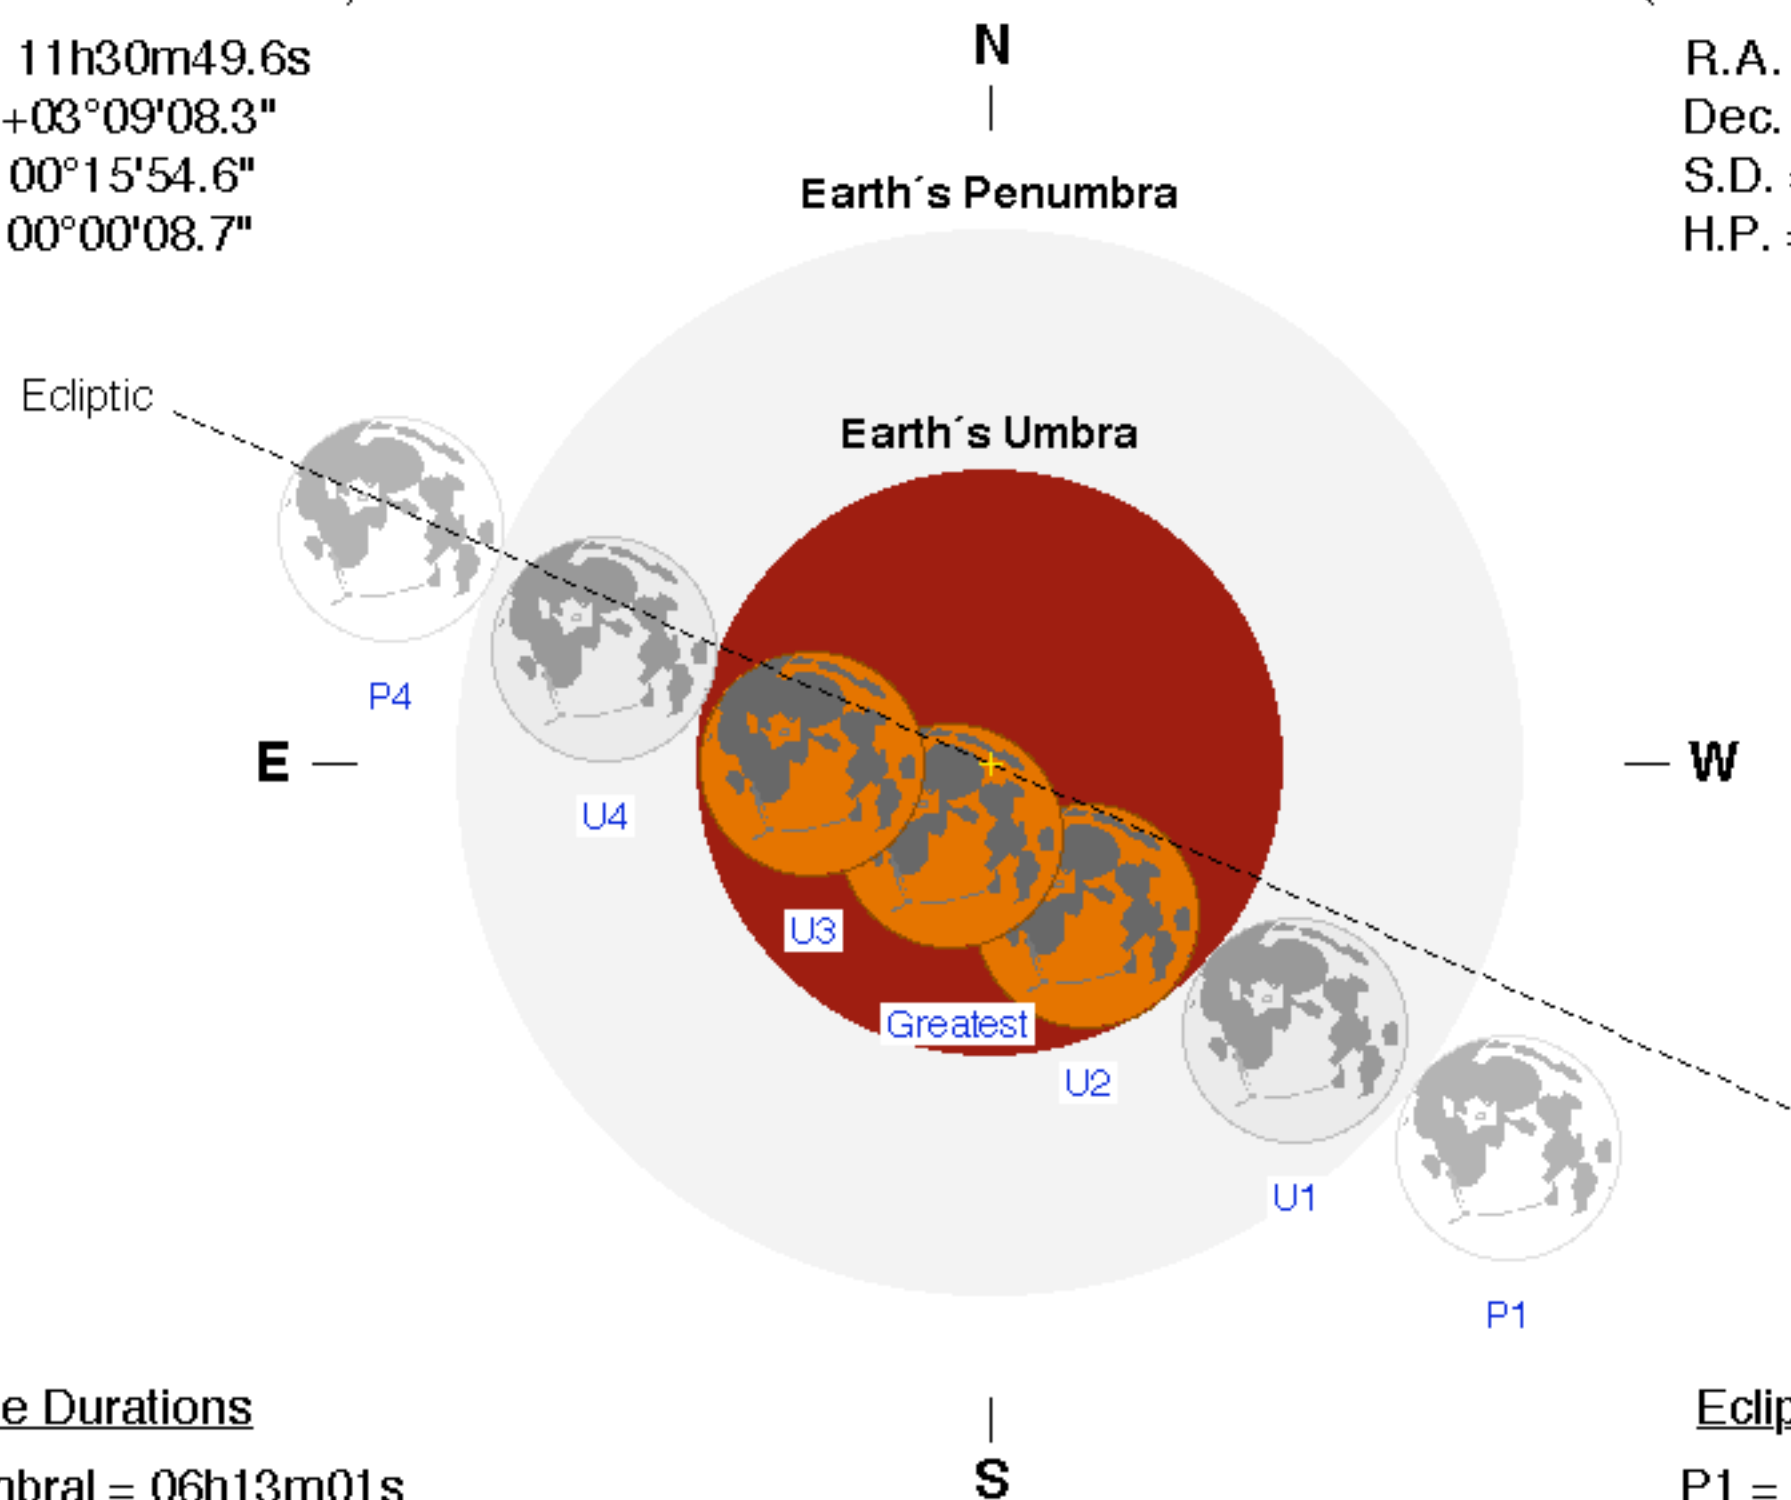 11h30m49.6s
+03°09'08.3"
00°15'54.6"
00°00'08.7"
N
R.A.
Dec.
S.D. =
H.P. =
Earth´s Penumbra
Ecliptic
Earth´s Umbra
P4
E
W
U4
U3
Greatest
U2
U1
P1
e Durations
Eclip
S
nbral = 06h13m01s
P1 =